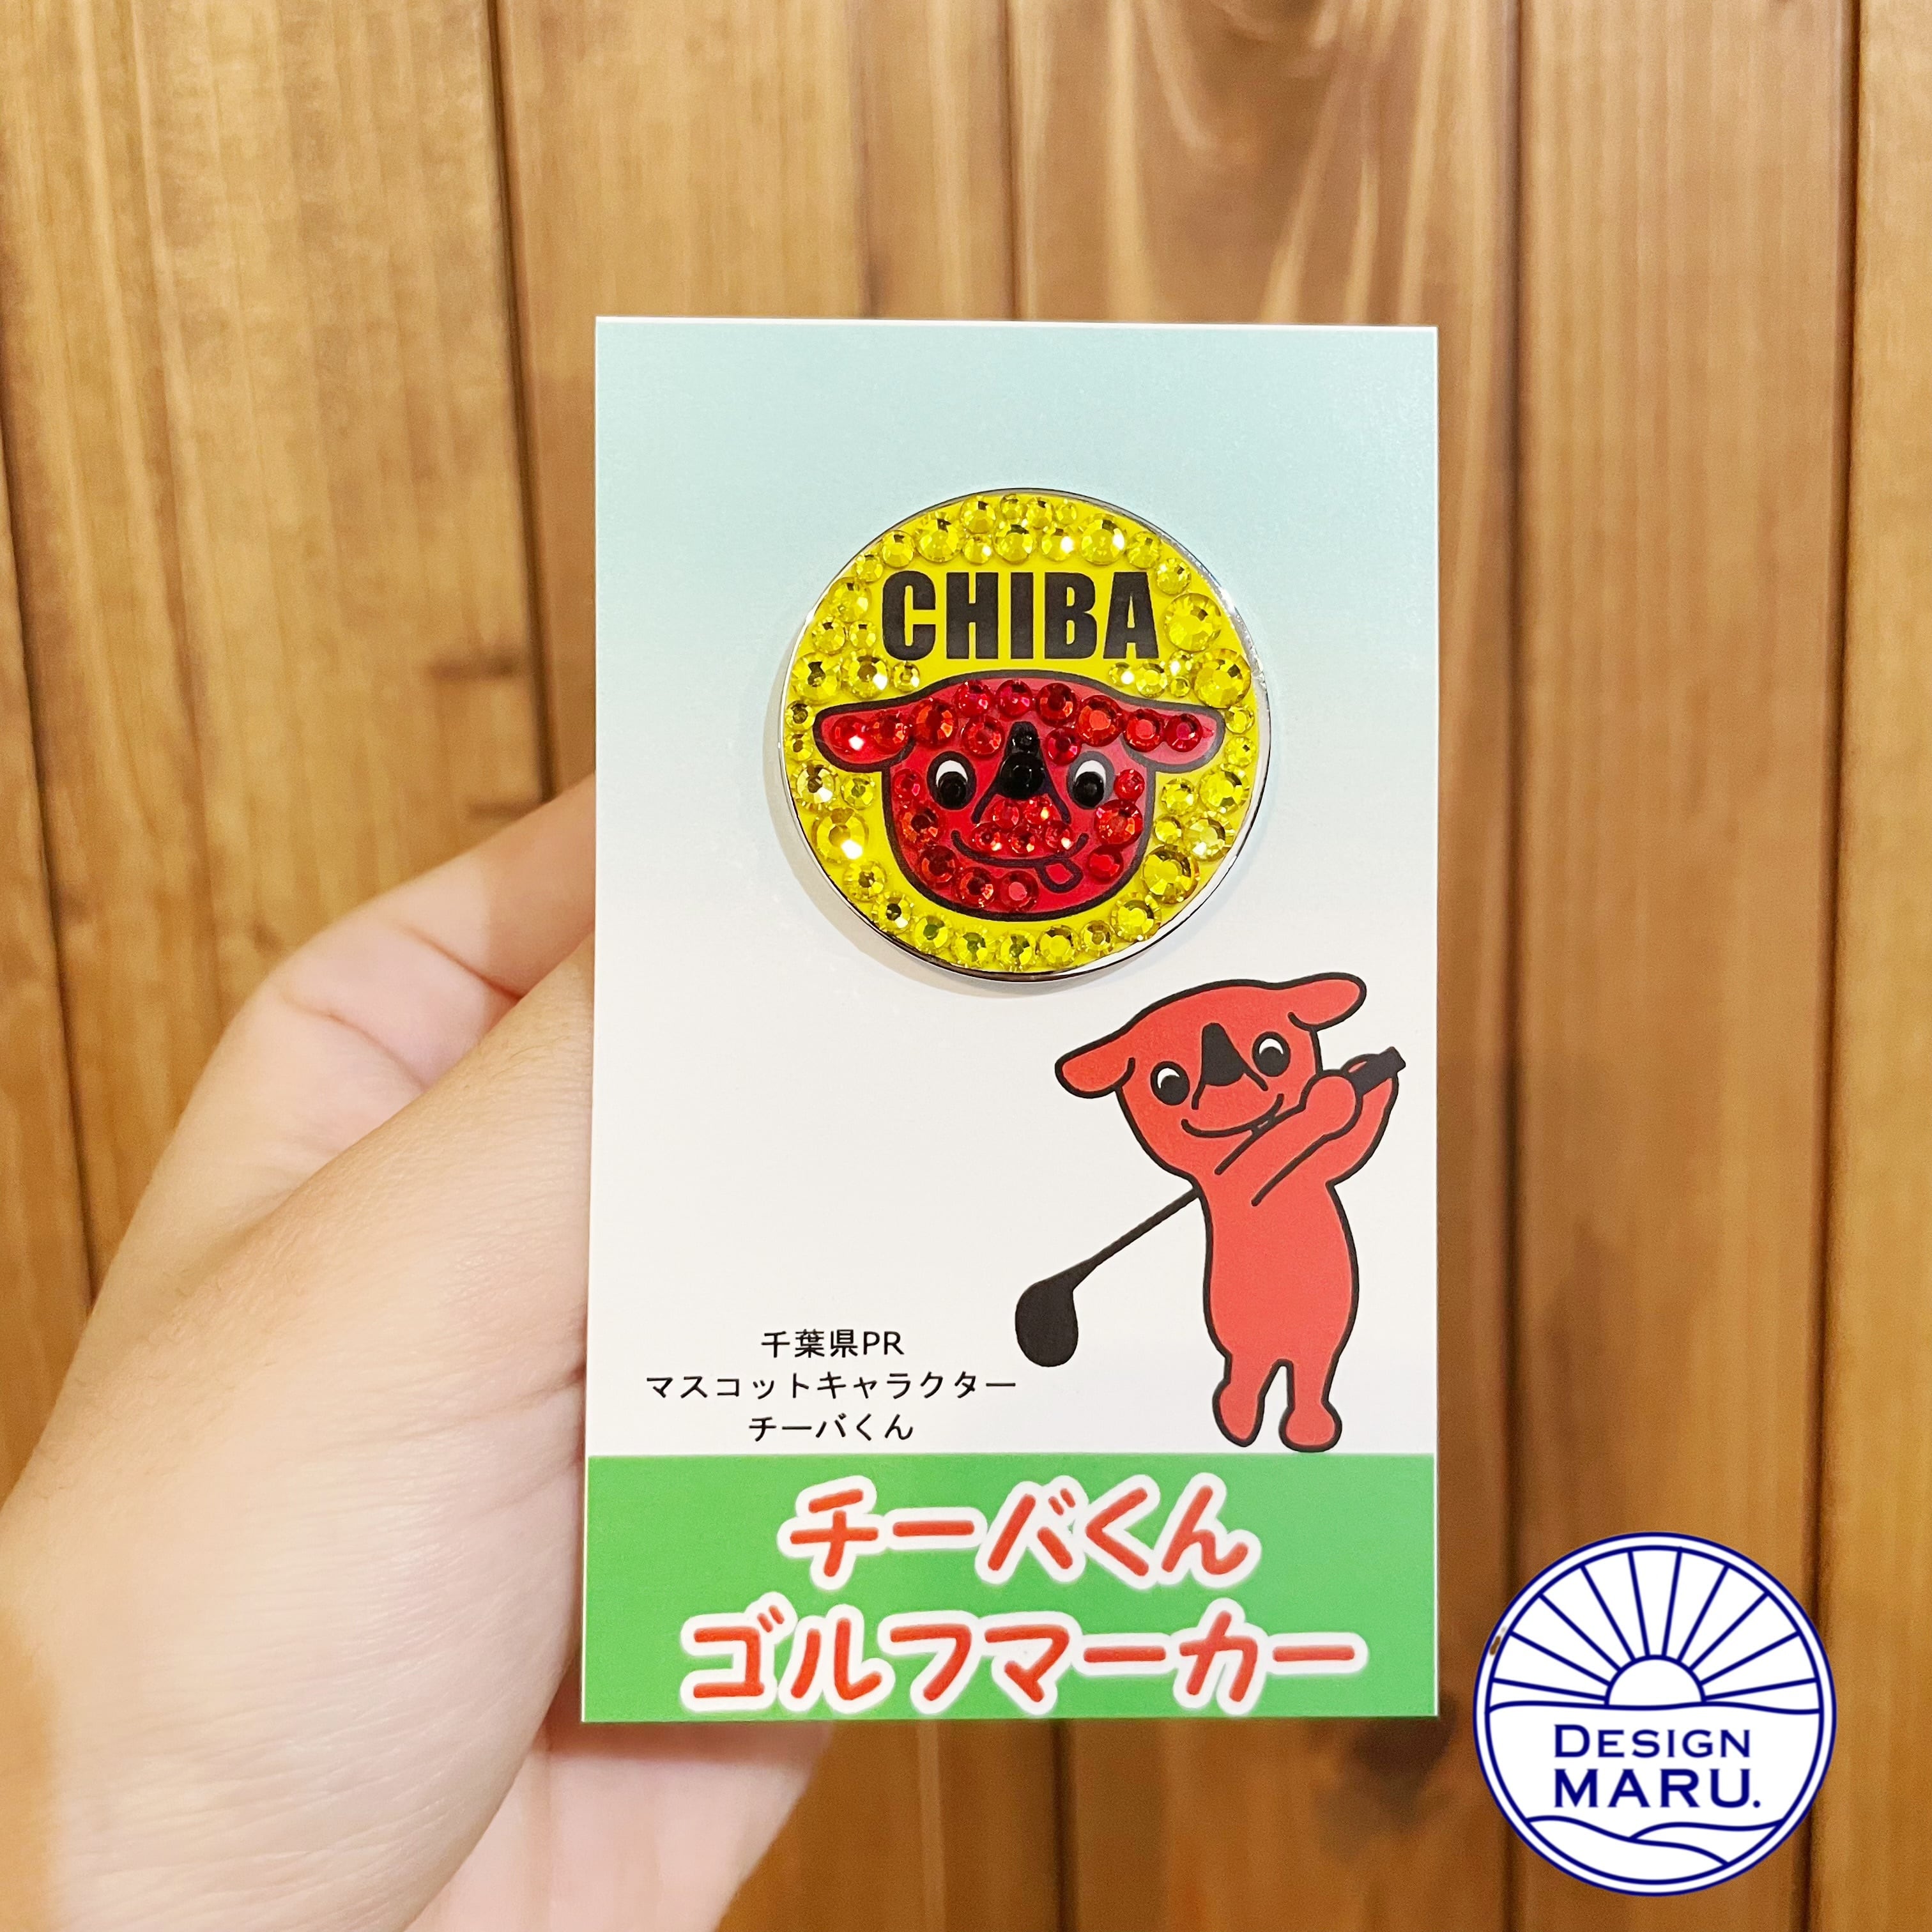 CHIBA
千葉県PR
マスコットキャラクター
チーバくん
チーバくん
ゴルフマーカー
DESIGN
MARU.